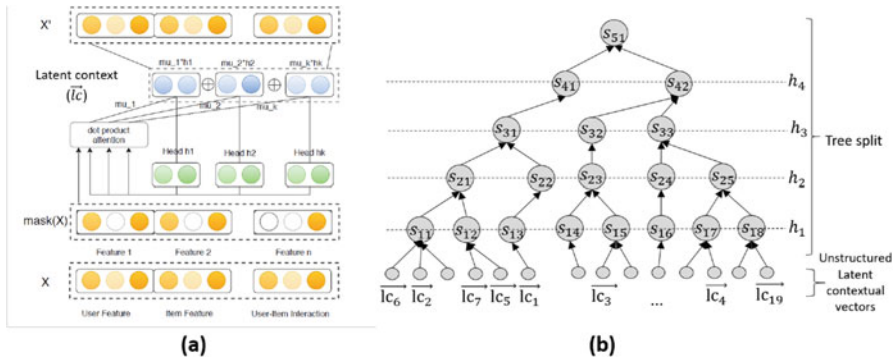 X'
mu_1*h1 mu_2*h2 mu_k*hk
Latent context
(lc)
mu_1 mu_2 mu_k
dot product
attention
Head h1 Head h2 Head hk
mask(X)
Feature 1 Feature 2 Feature n
X
User Feature Item Feature User-Item Interaction
(a)
s51
s41 s42 h4
s31 s32 s33 h3
Tree split
s21 s22 s23 s24 s25 h2
s11 s12 s13 s14 s15 s16 s17 s18 h1
Unstructured
Latent
contextual
vectors
lc6 lc2 lc7 lc5 lc1 lc3 ... lc4 lc19
(b)